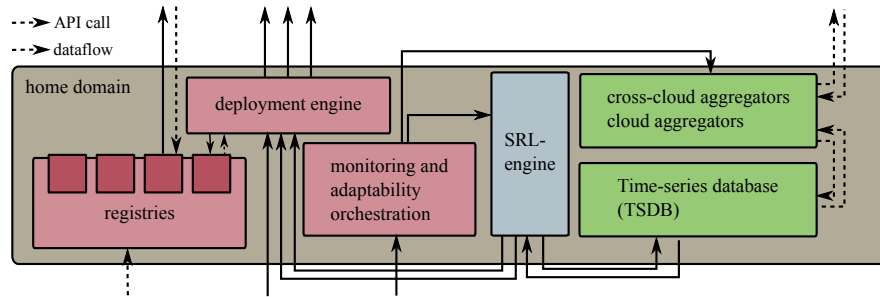 API call
dataflow
home domain
deployment engine
registries
monitoring and
adaptability
orchestration
SRL-
engine
cross-cloud aggregators
cloud aggregators
Time-series database
(TSDB)